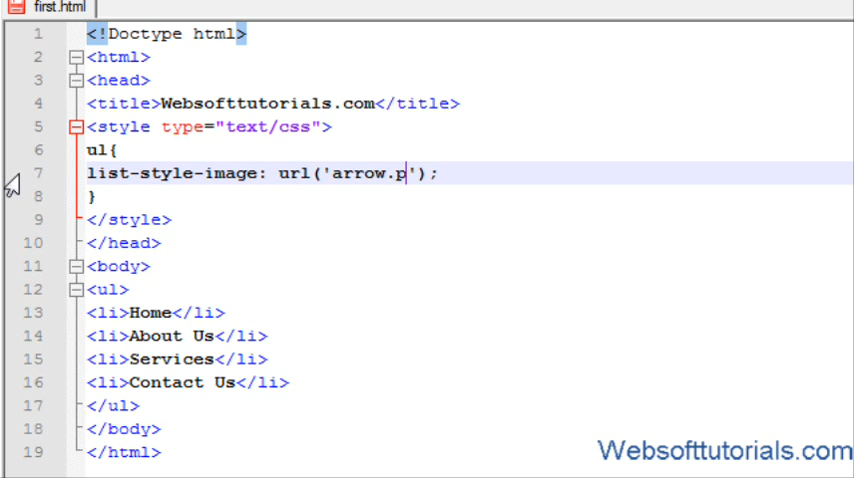 first.html
1 <!Doctype html>
2 <html>
3 <head>
4 <title>Websofttutorials.com</title>
5 <style type="text/css">
6 ul{
7 list-style-image: url('arrow.p');
8 }
9 </style>
10 </head>
11 <body>
12 <ul>
13 <li>Home</li>
14 <li>About Us</li>
15 <li>Services</li>
16 <li>Contact Us</li>
17 </ul>
18 </body>
19 </html>
Websofttutorials.com